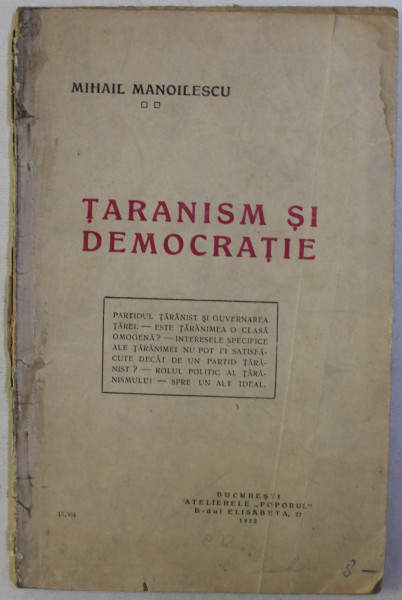 MIHAIL MANOILESCU
ȚARANISM ȘI
DEMOCRAȚIE
PARTIDUL ȚĂRĂNIST ȘI GUVERNAREA
ȚĂREI. — ESTE ȚĂRĂNIMEA O CLASĂ
OMOGENĂ? — INTERESELE SPECIFICE
ALE ȚĂRĂNIMEI NU POT FI SATISFĂ-
CUTE DECÂT DE UN PARTID ȚĂRĂ-
NIST? — ROLUL POLITIC AL ȚĂRĂ-
NISMULUI — SPRE UN ALT IDEAL.
BUCUREȘTI
ATELIERELE „POPORUL"
B-dul ELISABETA, 27
1922
8 —